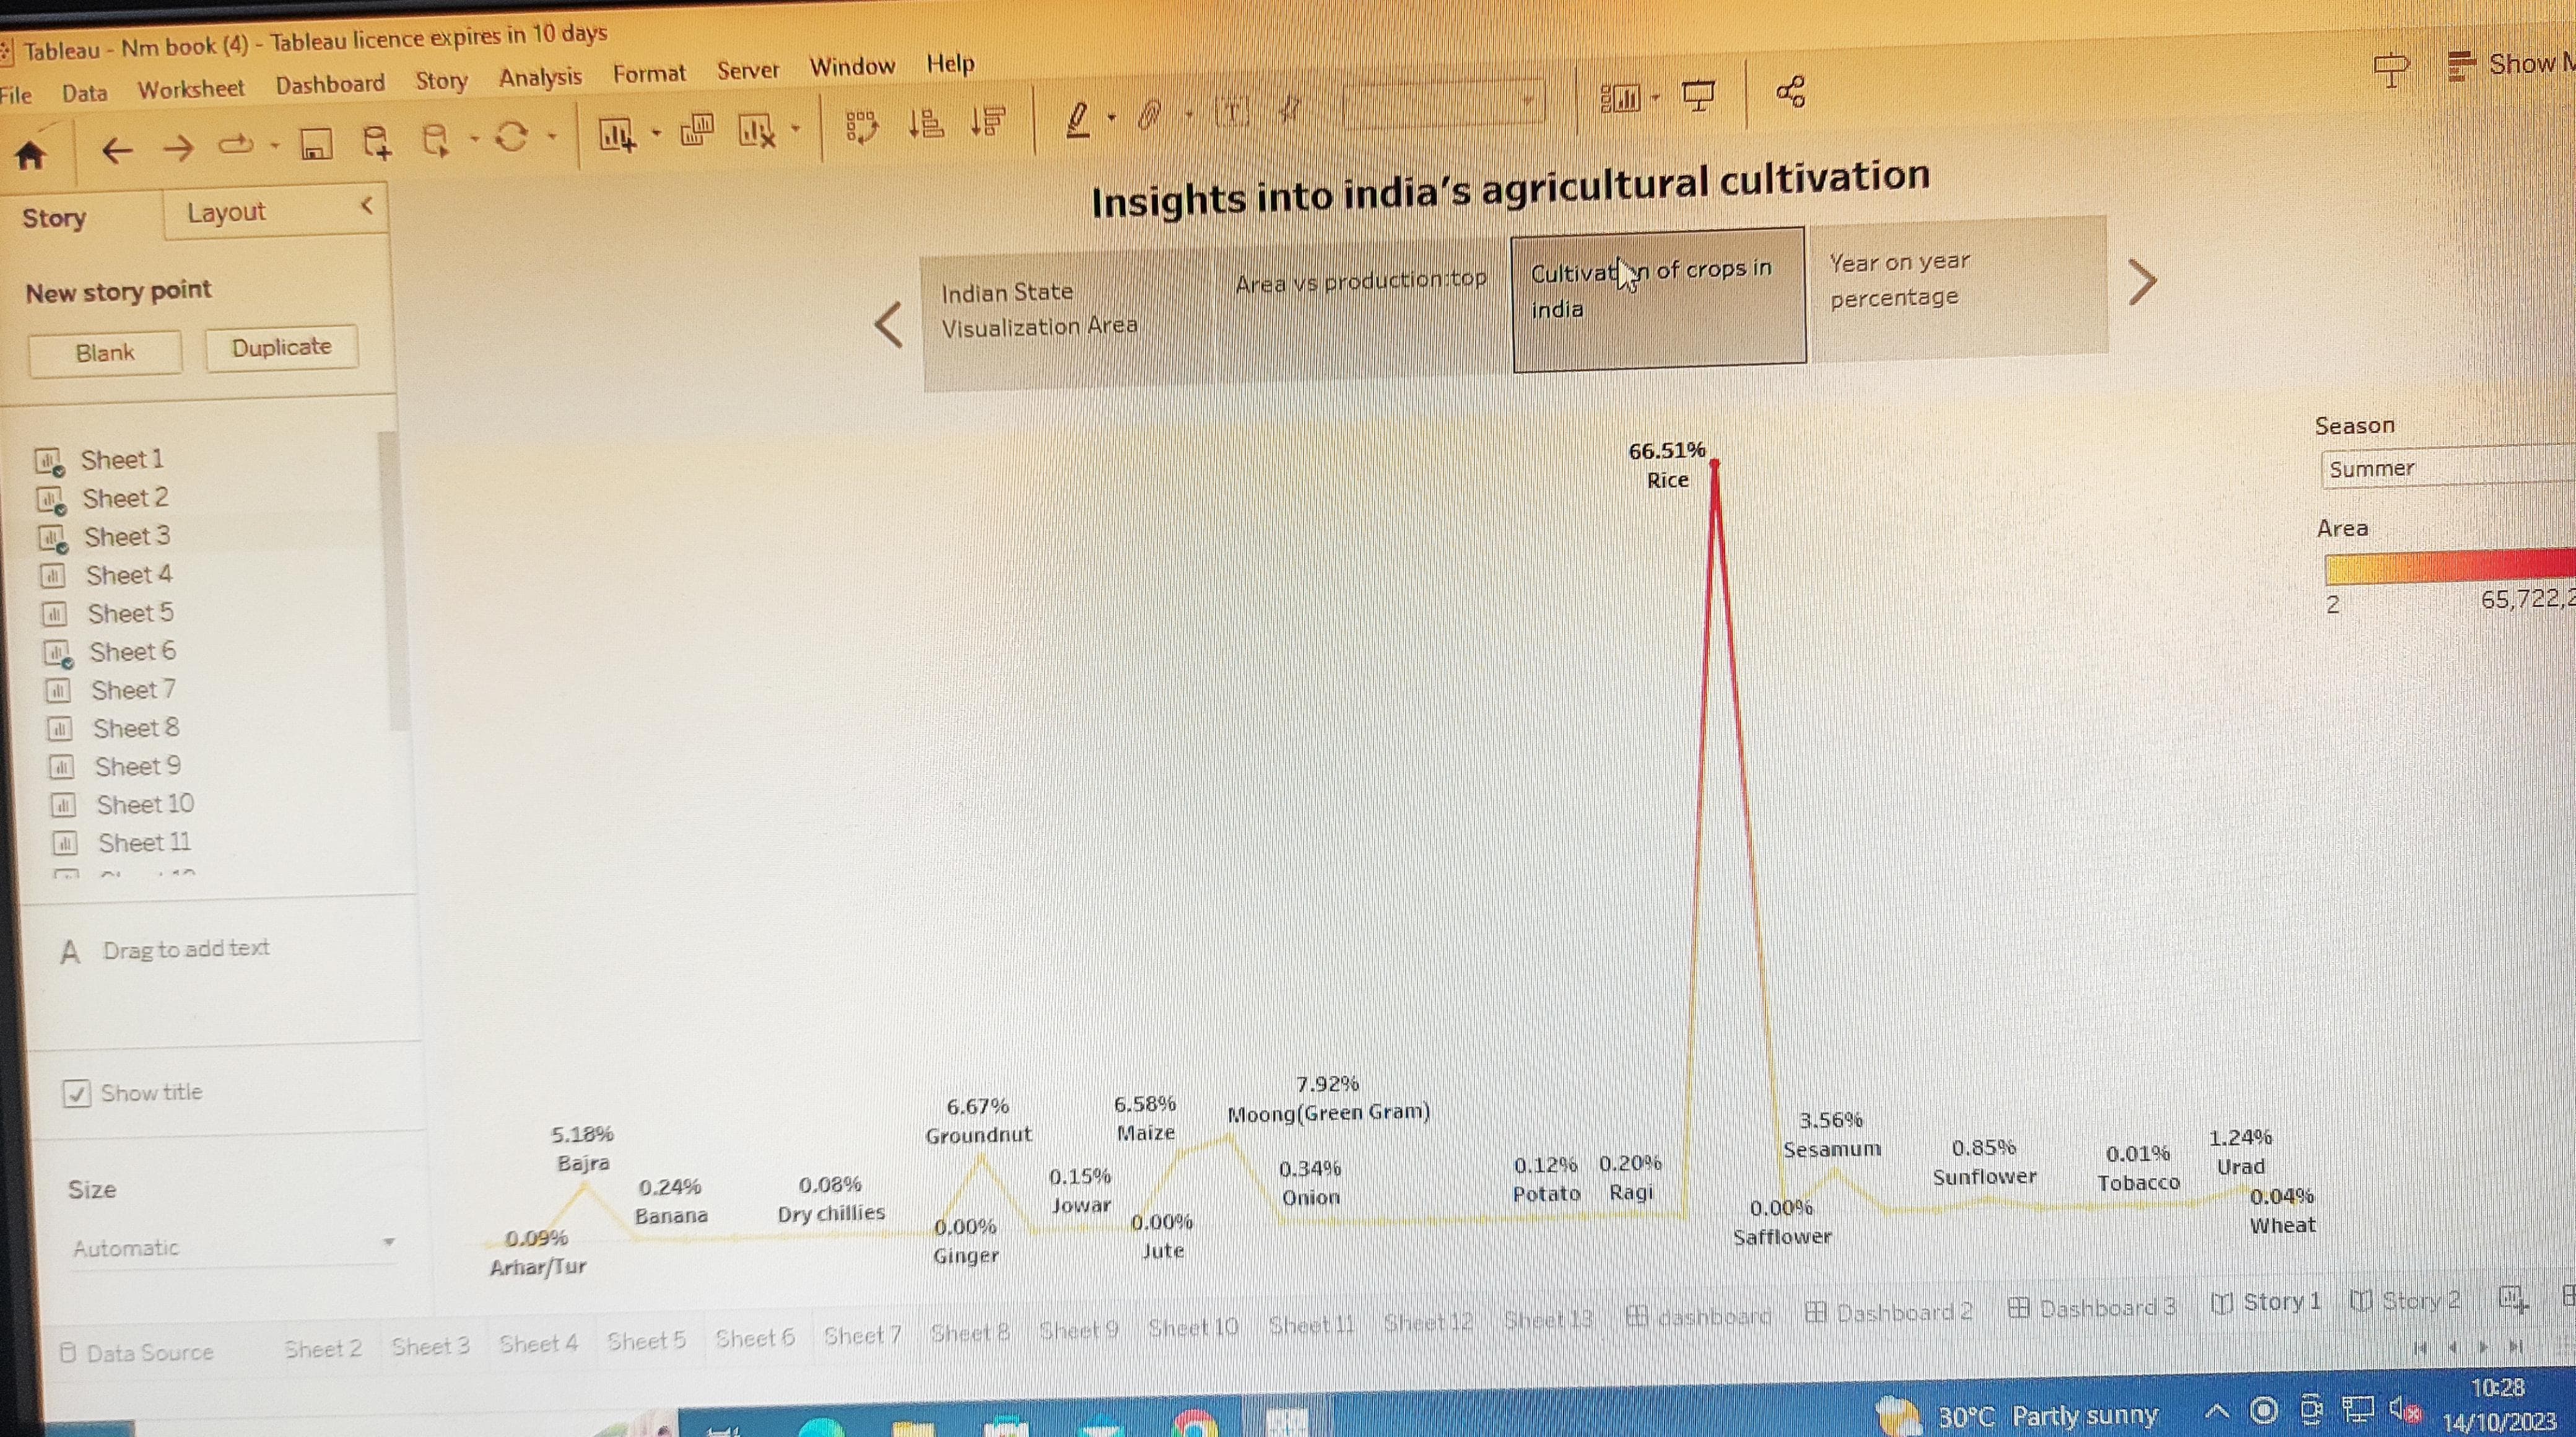 Tableau - Nm book (4) - Tableau licence expires in 10 days
File Data Worksheet Dashboard Story Analysis Format Server Window Help
Show
Story Layout
New story point
Blank Duplicate
Sheet 1
Sheet 2
Sheet 3
Sheet 4
Sheet 5
Sheet 6
Sheet 7
Sheet 8
Sheet 9
Sheet 10
Sheet 11
A Drag to add text
Show title
Size
Automatic
Insights into india's agricultural cultivation
Indian State
Visualization Area
Area vs production:top
Cultivation of crops in
india
Year on year
percentage
Season
Summer
Area
2 65,722,2
66.51%
Rice
5.18%
Bajra
0.09%
Arhar/Tur
0.24%
Banana
0.08%
Dry chillies
6.67%
Groundnut
0.00%
Ginger
0.15%
Jowar
6.58%
Maize
0.00%
Jute
7.92%
Moong(Green Gram)
0.34%
Onion
0.12%
Potato
0.20%
Ragi
0.00%
Safflower
3.56%
Sesamum
0.85%
Sunflower
0.01%
Tobacco
1.24%
Urad
0.04%
Wheat
Data Source Sheet 2 Sheet 3 Sheet 4 Sheet 5 Sheet 6 Sheet 7 Sheet 8 Sheet 9 Sheet 10 Sheet 11 Sheet 12 Sheet 13 dashboard Dashboard 2 Dashboard 3 Story 1 Story 2
30°C Partly sunny
10:28
14/10/2023